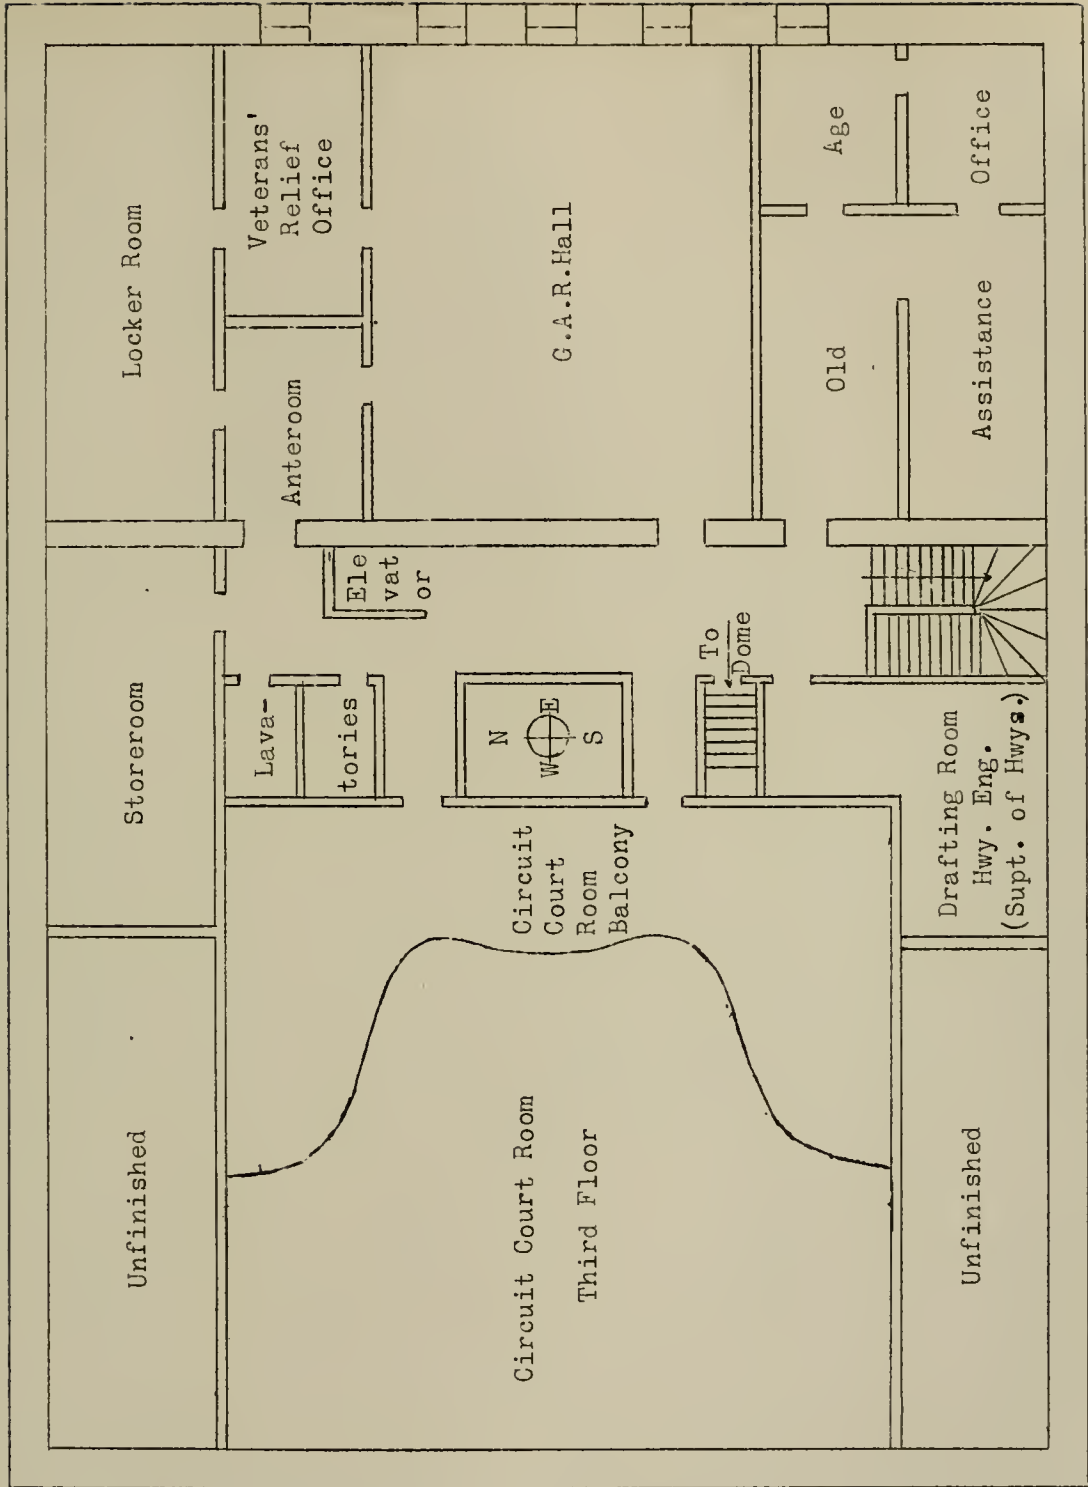 Locker Room
Veterans'
Relief
Office
Anteroom
G.A.R.Hall
Old
Age
Assistance
Office
Storeroom
Lava-
tories
Ele
vat
or
N
W
E
S
To
Dome
Circuit
Court
Room
Balcony
Drafting Room
Hwy. Eng.
(Supt. of Hwys.)
Unfinished
Circuit Court Room
Third Floor
Unfinished